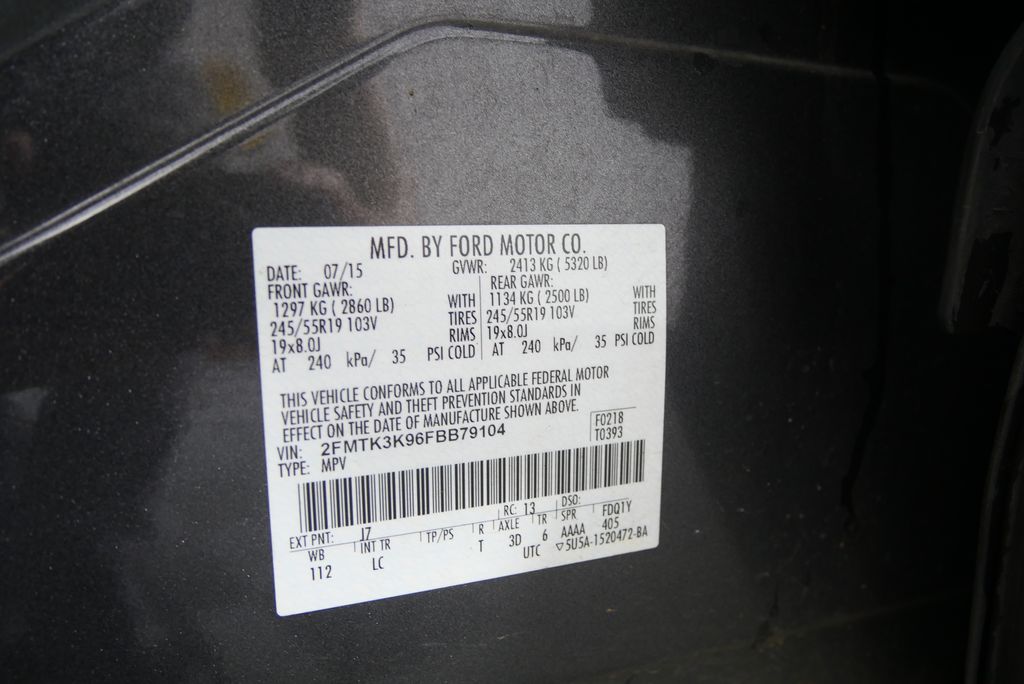 MFD. BY FORD MOTOR CO.
DATE: 07/15 GVWR: 2413 KG ( 5320 LB)
FRONT GAWR: REAR GAWR:
1297 KG ( 2860 LB) WITH 1134 KG ( 2500 LB) WITH
245/55R19 103V TIRES 245/55R19 103V TIRES
19x8.0J RIMS 19x8.0J RIMS
AT 240 kPa/ 35 PSI COLD AT 240 kPa/ 35 PSI COLD
THIS VEHICLE CONFORMS TO ALL APPLICABLE FEDERAL MOTOR
VEHICLE SAFETY AND THEFT PREVENTION STANDARDS IN
EFFECT ON THE DATE OF MANUFACTURE SHOWN ABOVE.
VIN: 2FMTK3K96FBB79104 F0218
TYPE: MPV T0393
EXT PNT: J7 RC: 13 DSO: FDQ1Y
WB INT TR TP/PS R AXLE TR SPR 405
112 LC T 3D 6 AAAA
UTC ▽5U5A-1520472-BA